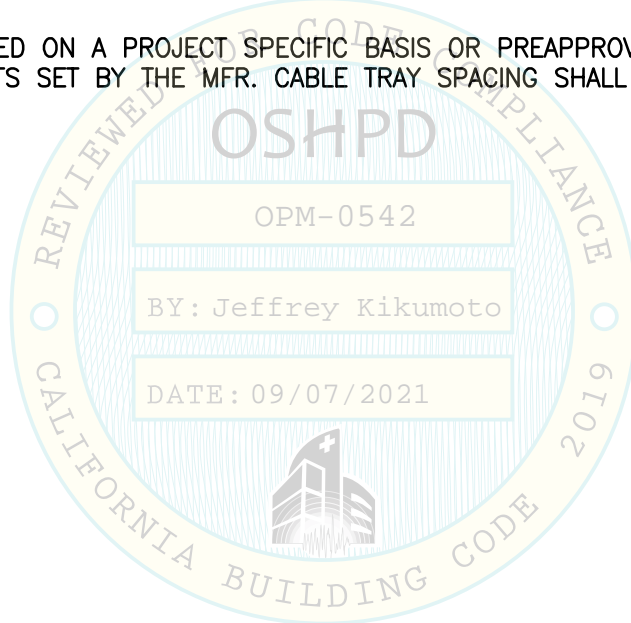 ED ON A PROJECT SPECIFIC BASIS OR PREAPPROV
TS SET BY THE MFR. CABLE TRAY SPACING SHALL
REVIEWED FOR CODE COMPLIANCE
OSHPD
OPM-0542
BY: Jeffrey Kikumoto
DATE: 09/07/2021
CALIFORNIA BUILDING CODE 2019